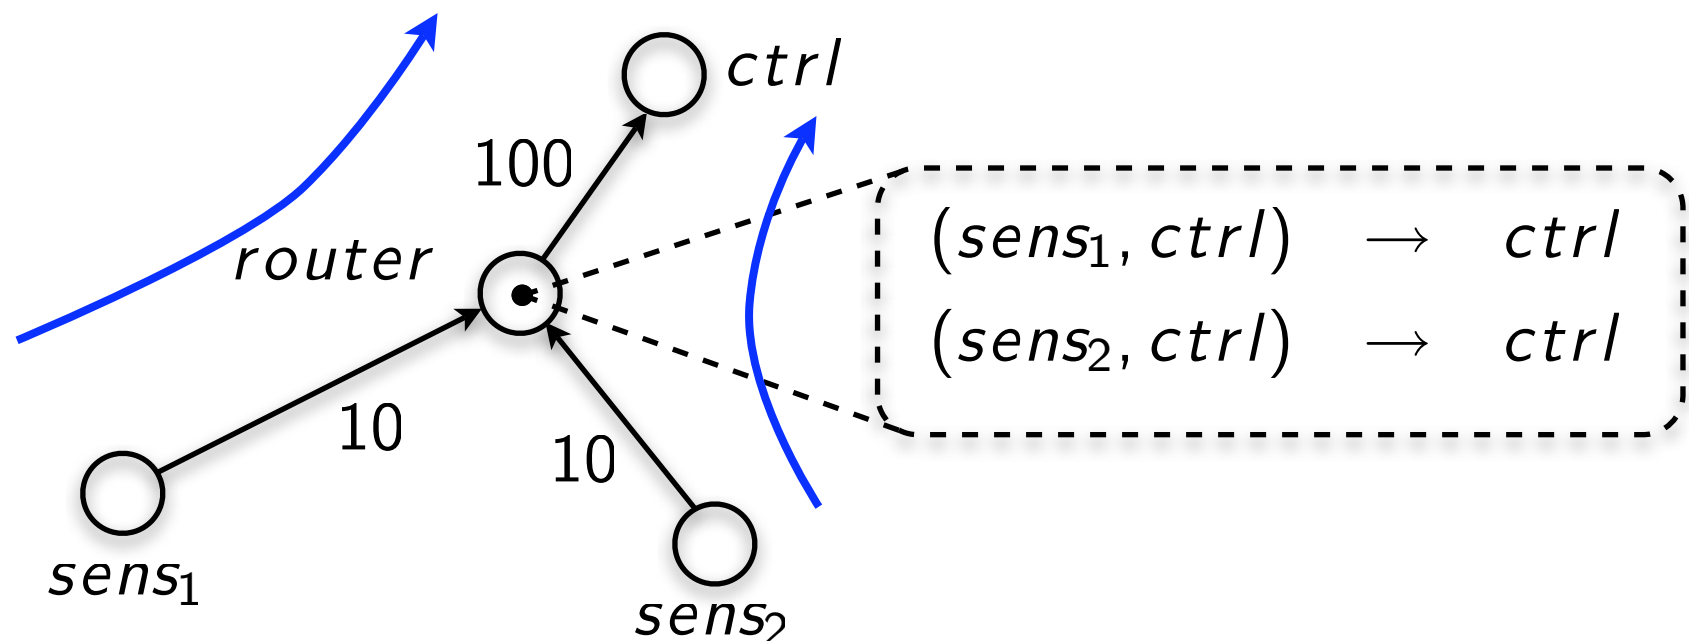 ctrl
100
router
(sens₁, ctrl) → ctrl
(sens₂, ctrl) → ctrl
10
10
sens₁
sens₂